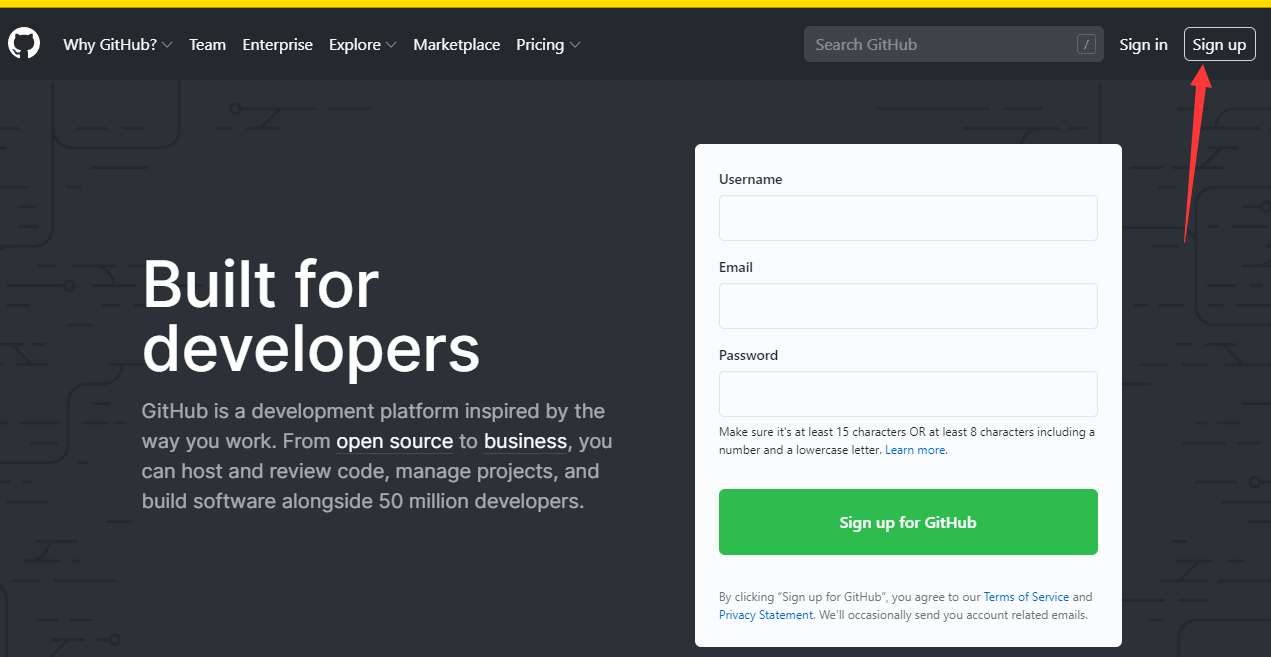 Why GitHub? Team Enterprise Explore Marketplace Pricing Search GitHub / Sign in Sign up
Built for
developers
GitHub is a development platform inspired by the
way you work. From open source to business, you
can host and review code, manage projects, and
build software alongside 50 million developers.
Username
Email
Password
Make sure it's at least 15 characters OR at least 8 characters including a
number and a lowercase letter. Learn more.
Sign up for GitHub
By clicking “Sign up for GitHub”, you agree to our Terms of Service and
Privacy Statement. We’ll occasionally send you account related emails.